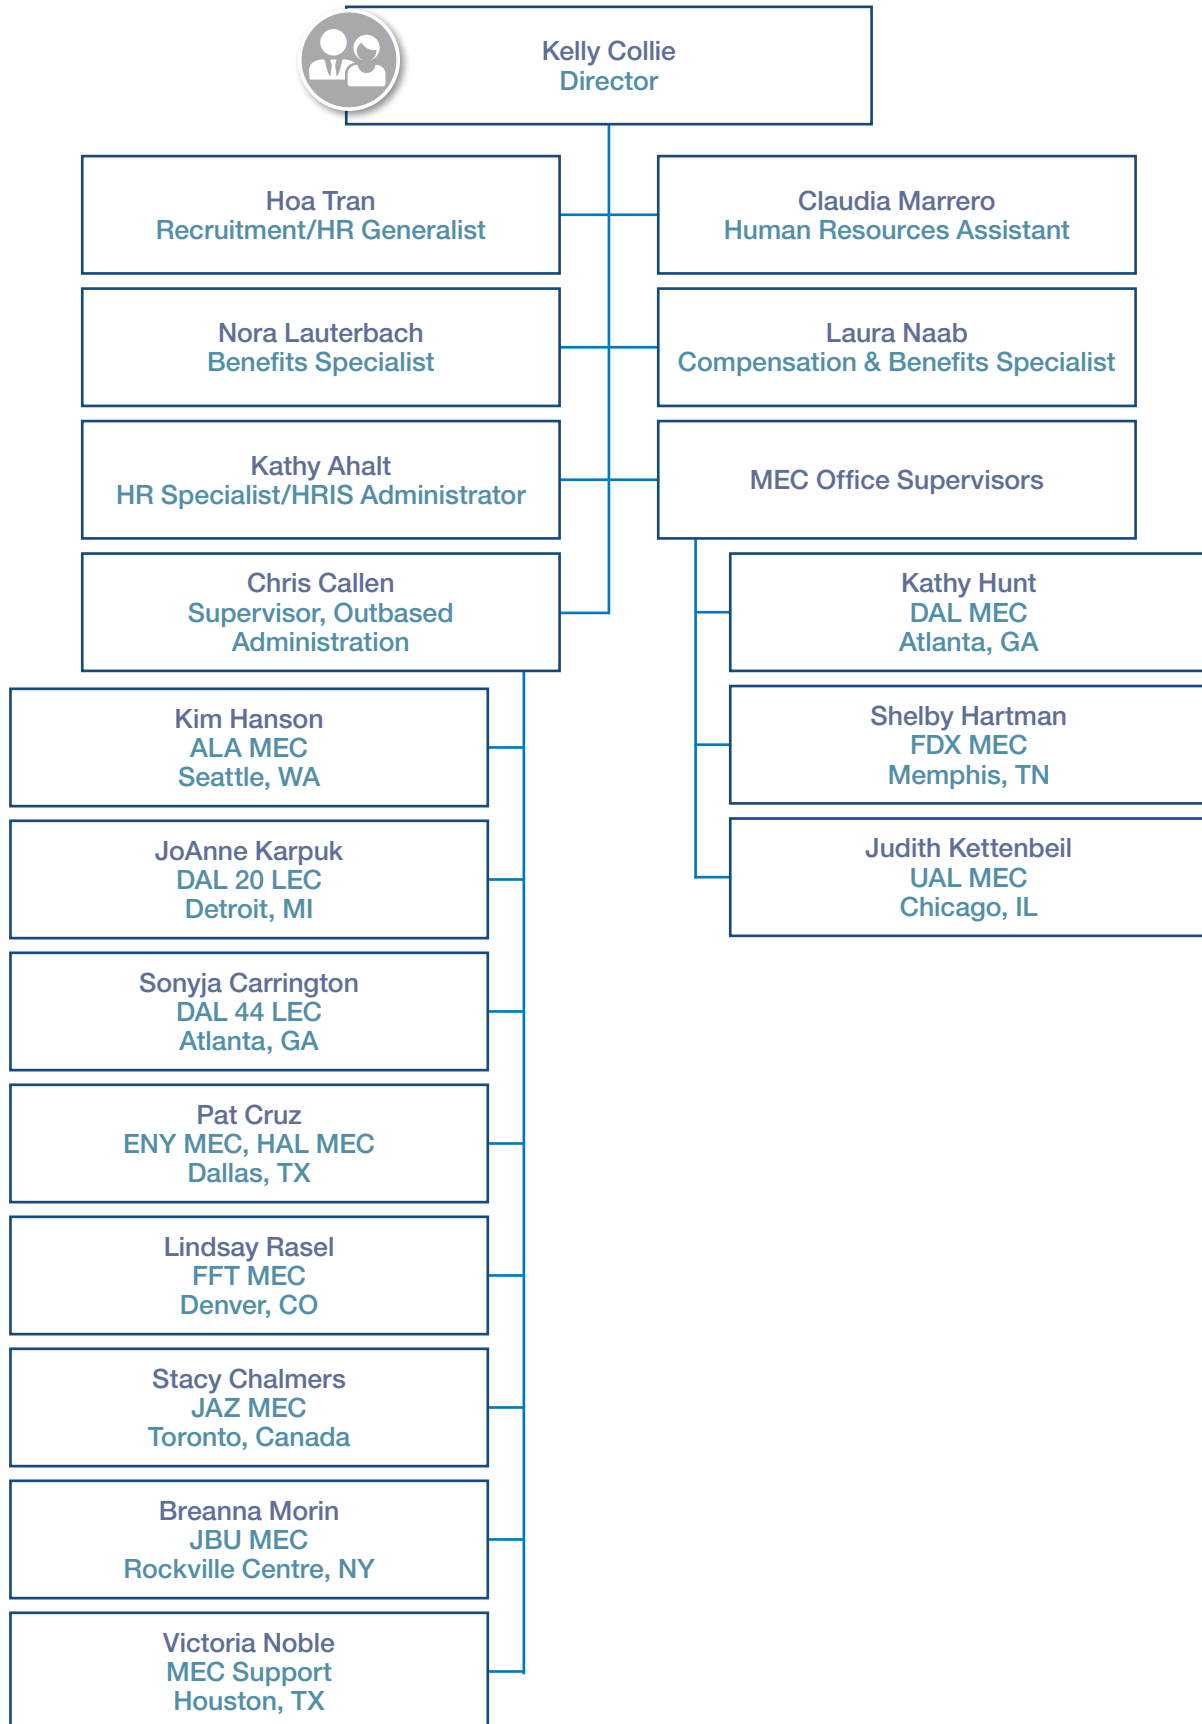 Kelly Collie
Director
Hoa Tran
Recruitment/HR Generalist
Claudia Marrero
Human Resources Assistant
Nora Lauterbach
Benefits Specialist
Laura Naab
Compensation & Benefits Specialist
Kathy Ahalt
HR Specialist/HRIS Administrator
MEC Office Supervisors
Chris Callen
Supervisor, Outbased
Administration
Kathy Hunt
DAL MEC
Atlanta, GA
Shelby Hartman
FDX MEC
Memphis, TN
Judith Kettenbeil
UAL MEC
Chicago, IL
Kim Hanson
ALA MEC
Seattle, WA
JoAnne Karpuk
DAL 20 LEC
Detroit, MI
Sonyja Carrington
DAL 44 LEC
Atlanta, GA
Pat Cruz
ENY MEC, HAL MEC
Dallas, TX
Lindsay Rasel
FFT MEC
Denver, CO
Stacy Chalmers
JAZ MEC
Toronto, Canada
Breanna Morin
JBU MEC
Rockville Centre, NY
Victoria Noble
MEC Support
Houston, TX